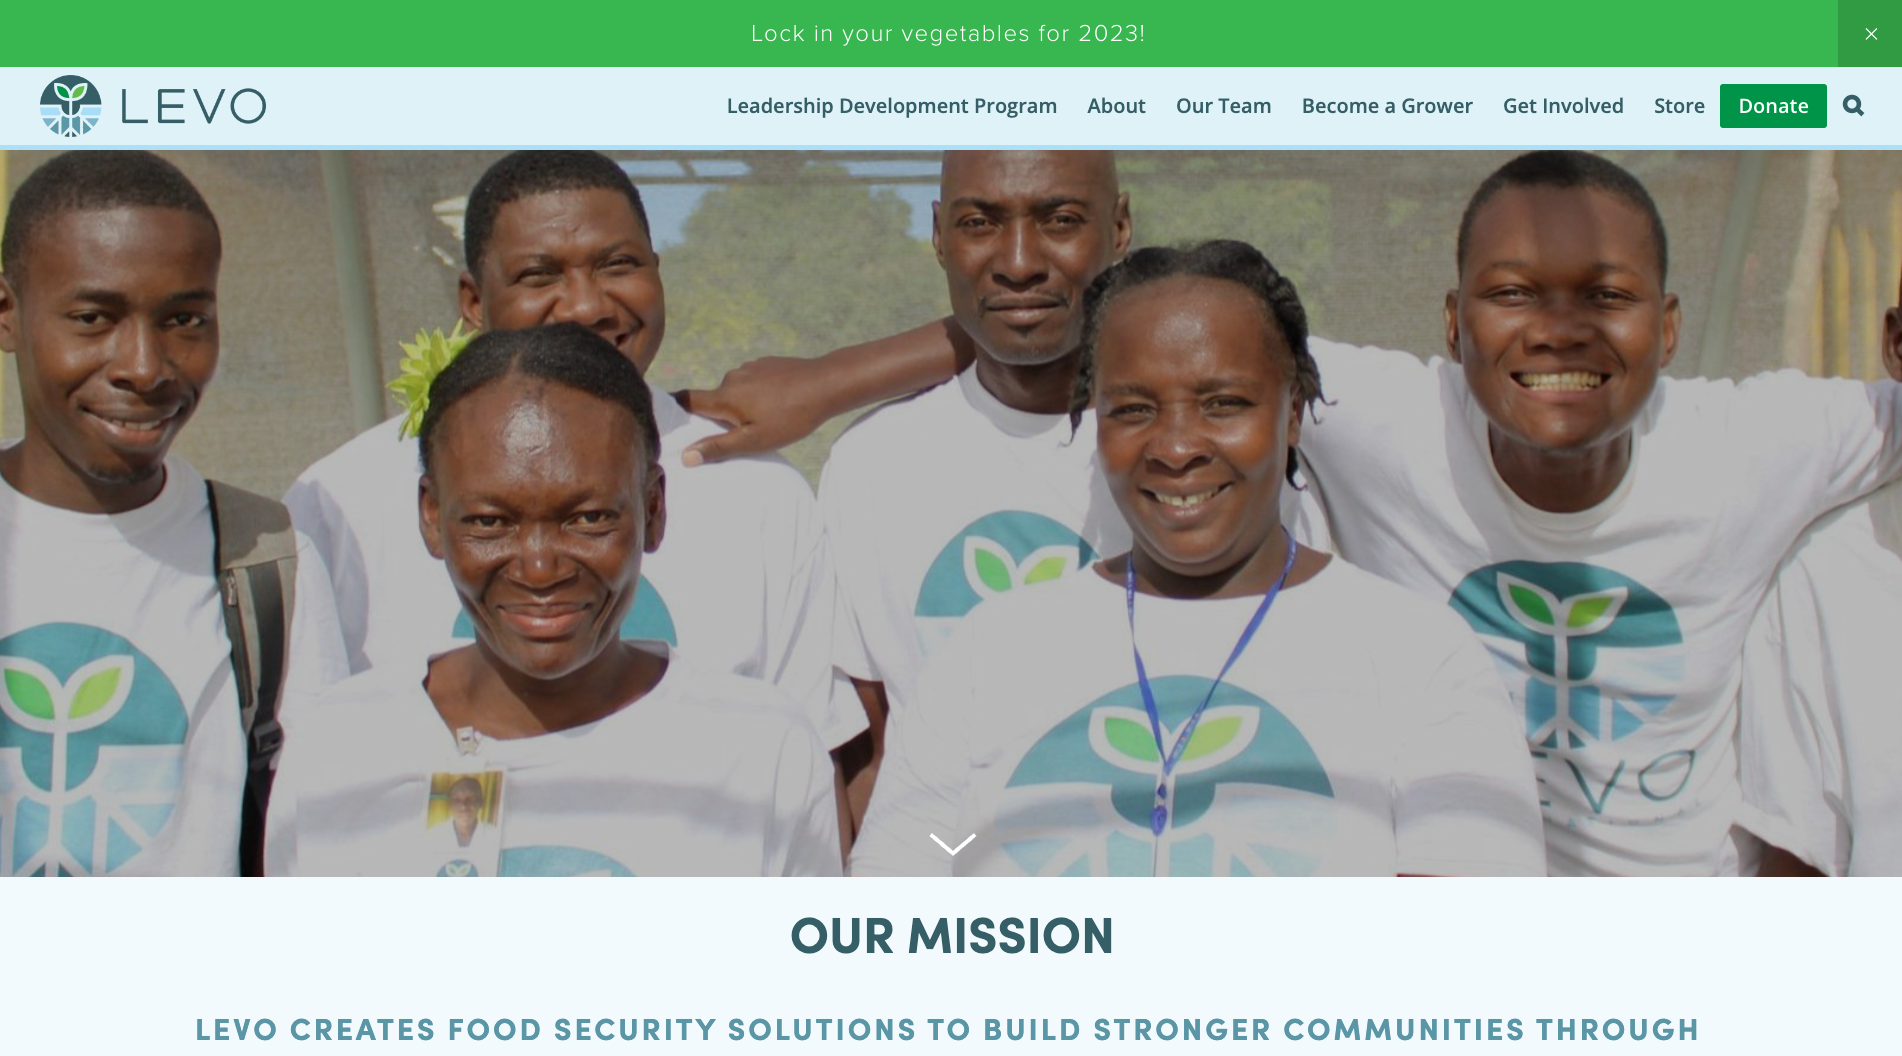 Lock in your vegetables for 2023!
LEVO
Leadership Development Program About Our Team Become a Grower Get Involved Store Donate
EVO
OUR MISSION
LEVO CREATES FOOD SECURITY SOLUTIONS TO BUILD STRONGER COMMUNITIES THROUGH